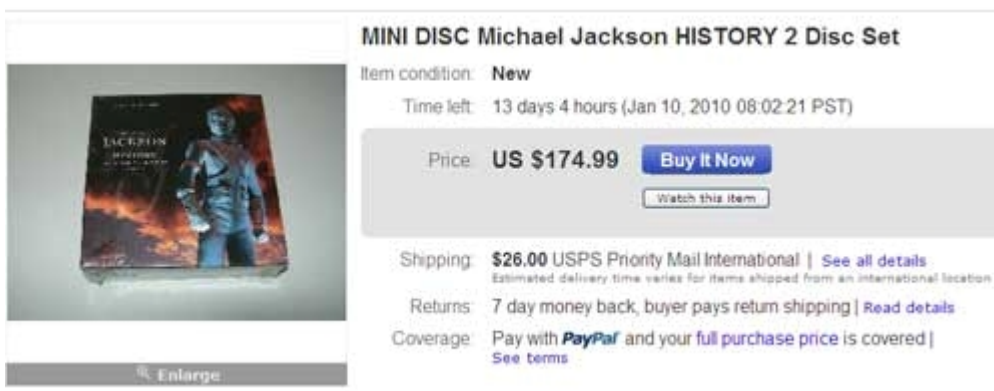 MINI DISC Michael Jackson HISTORY 2 Disc Set
Item condition: New
Time left: 13 days 4 hours (Jan 10, 2010 08:02:21 PST)
Price: US $174.99 Buy It Now
Watch this item
Shipping: $26.00 USPS Priority Mail International | See all details
Estimated delivery time varies for items shipped from an international location
Returns: 7 day money back, buyer pays return shipping | Read details
Coverage: Pay with PayPal and your full purchase price is covered |
See terms
JACKSON
Enlarge